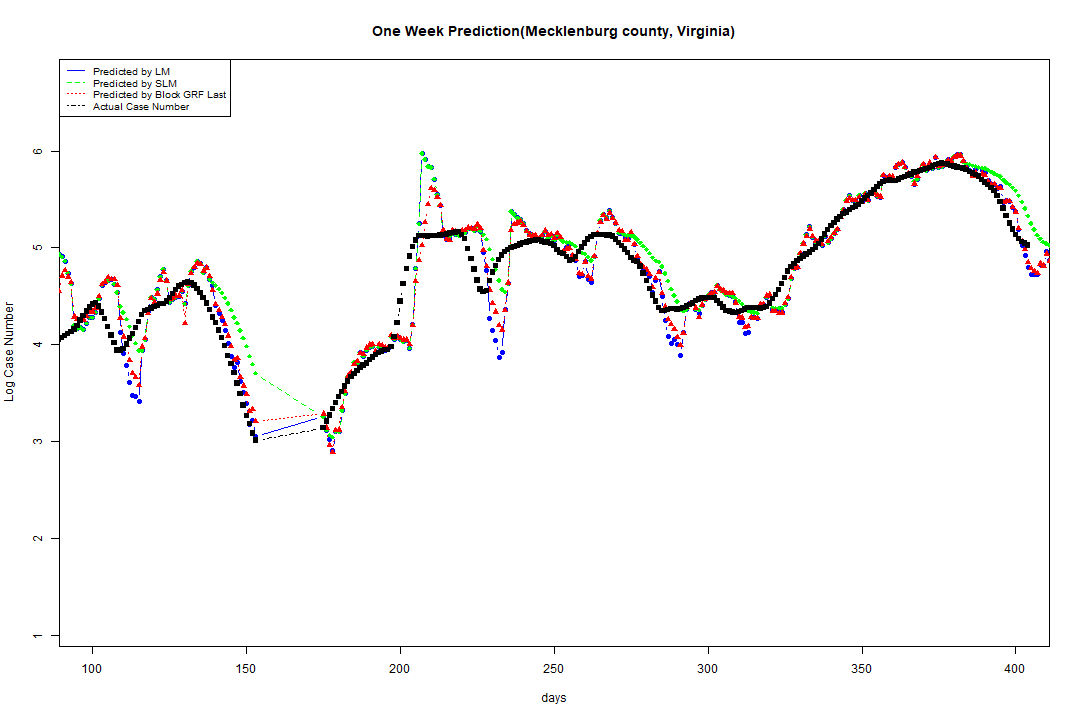 One Week Prediction(Mecklenburg county, Virginia)
Predicted by LM
Predicted by SLM
Predicted by Block GRF Last
Actual Case Number
6
5
4
3
2
1
Log Case Number
100 150 200 250 300 350 400
days